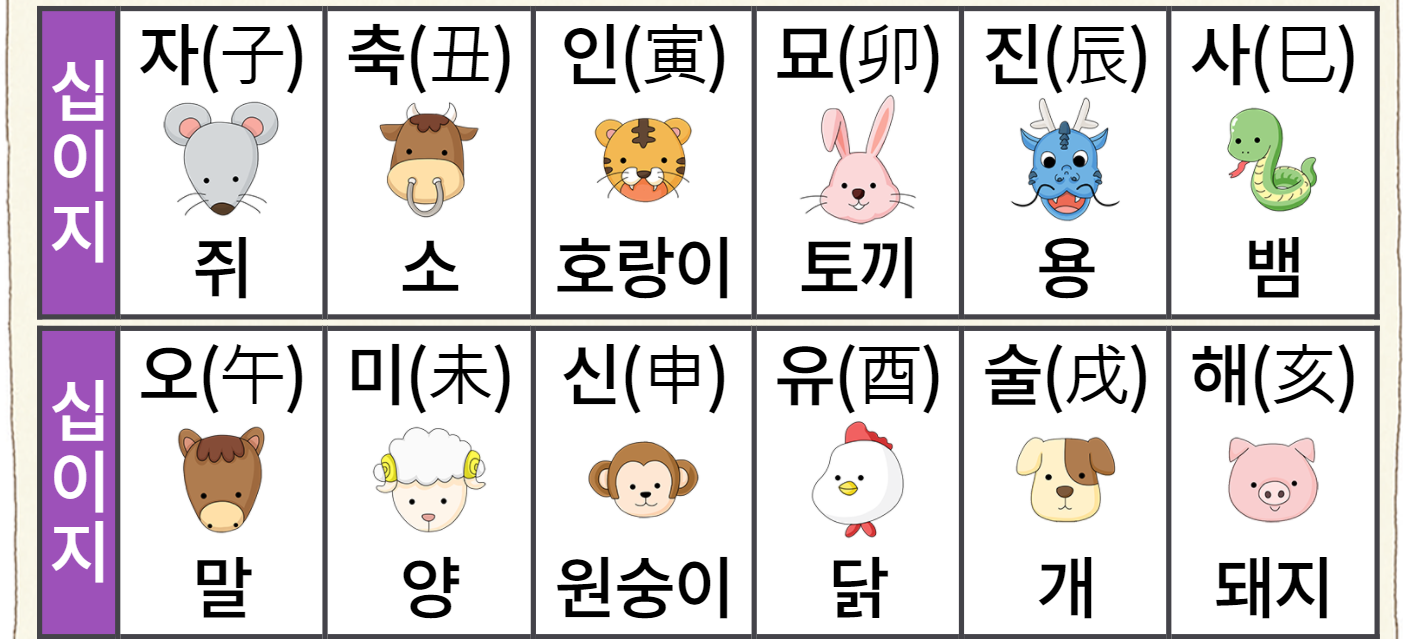 십이지
자(子) 축(丑) 인(寅) 묘(卯) 진(辰) 사(巳)
쥐 소 호랑이 토끼 용 뱀
십이지
오(午) 미(未) 신(申) 유(酉) 술(戌) 해(亥)
말 양 원숭이 닭 개 돼지